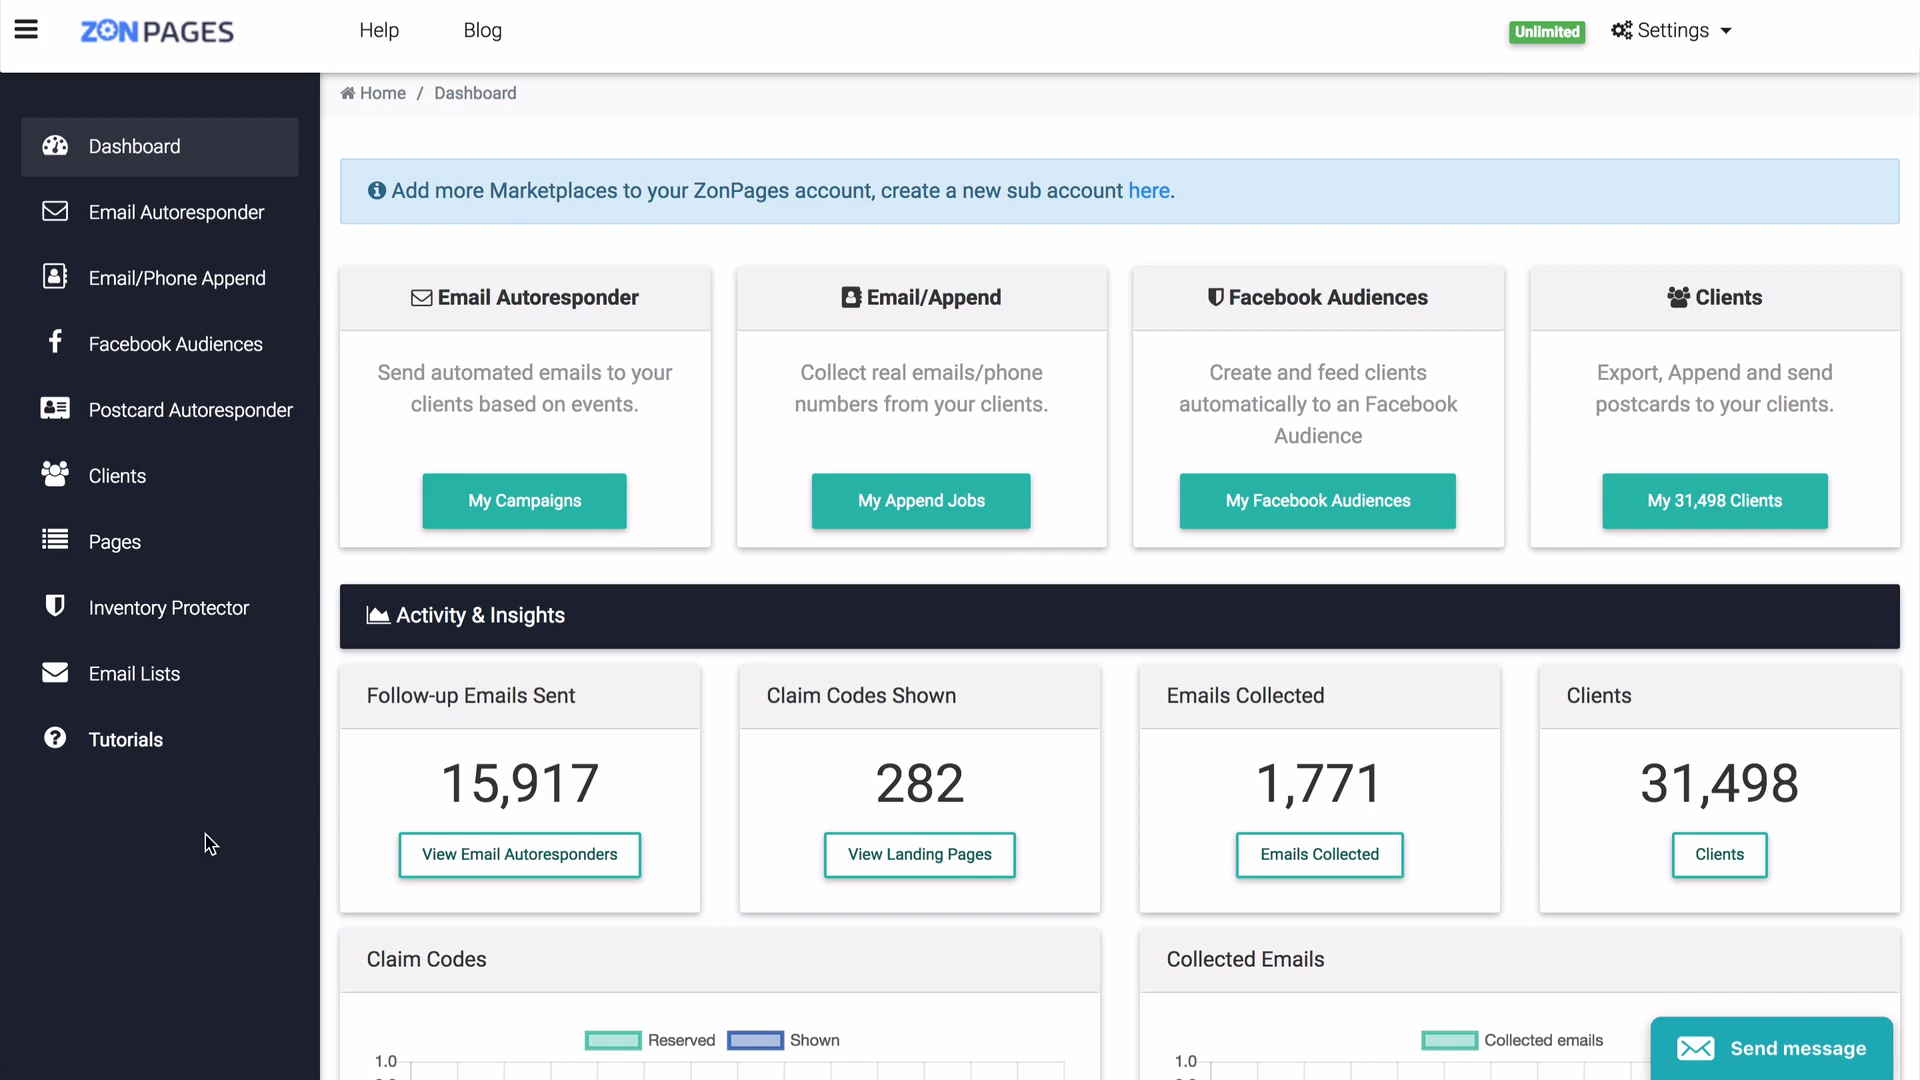 ZONPAGES
Help
Blog
Unlimited
Settings
Home / Dashboard
Dashboard
Email Autoresponder
Email/Phone Append
Facebook Audiences
Postcard Autoresponder
Clients
Pages
Inventory Protector
Email Lists
Tutorials
Add more Marketplaces to your ZonPages account, create a new sub account here.
Email Autoresponder
Send automated emails to your
clients based on events.
My Campaigns
Email/Append
Collect real emails/phone
numbers from your clients.
My Append Jobs
Facebook Audiences
Create and feed clients
automatically to an Facebook
Audience
My Facebook Audiences
Clients
Export, Append and send
postcards to your clients.
My 31,498 Clients
Activity & Insights
Follow-up Emails Sent
15,917
View Email Autoresponders
Claim Codes Shown
282
View Landing Pages
Emails Collected
1,771
Emails Collected
Clients
31,498
Clients
Claim Codes
Reserved
Shown
1.0
Collected Emails
Collected emails
1.0
Send message